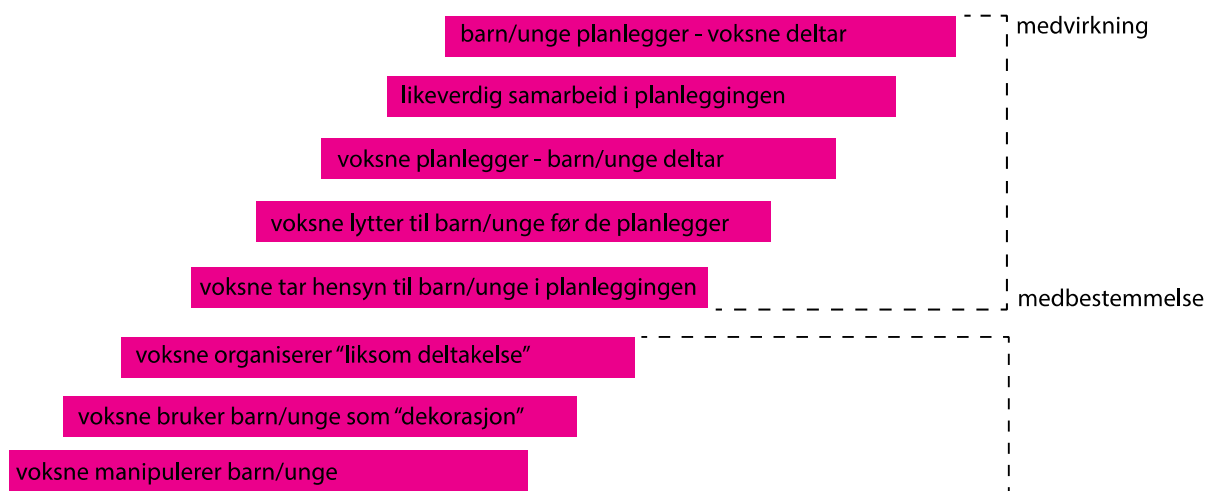 barn/unge planlegger - voksne deltar
medvirkning
likeverdig samarbeid i planleggingen
voksne planlegger - barn/unge deltar
voksne lytter til barn/unge før de planlegger
voksne tar hensyn til barn/unge i planleggingen
medbestemmelse
voksne organiserer “liksom deltakelse”
voksne bruker barn/unge som “dekorasjon”
voksne manipulerer barn/unge